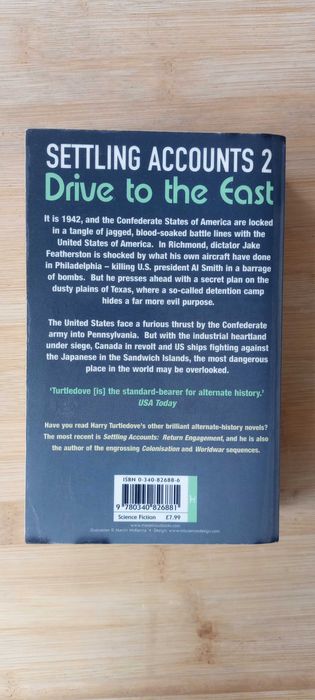 SETTLING ACCOUNTS 2
Drive to the East
It is 1942, and the Confederate States of America are locked
in a tangle of jagged, blood-soaked battle lines with the
United States of America. In Richmond, dictator Jake
Featherston is shocked by what his own aircraft have done
in Philadelphia – killing U.S. president Al Smith in a barrage
of bombs. But he presses ahead with a secret plan on the
dusty plains of Texas, where a so-called detention camp
hides a far more evil purpose.
The United States face a furious thrust by the Confederate
army into Pennsylvania. But with the industrial heartland
under siege, Canada in revolt and US ships fighting against
the Japanese in the Sandwich Islands, the most dangerous
place in the world may be overlooked.
'Turtledove [is] the standard-bearer for alternate history.'
USA Today
Have you read Harry Turtledove's other brilliant alternate-history novels?
The most recent is Settling Accounts: Return Engagement, and he is also
the author of the engrossing Colonisation and Worldwar sequences.
ISBN 0-340-82688-6
9 780340 826881
Science Fiction £7.99
H